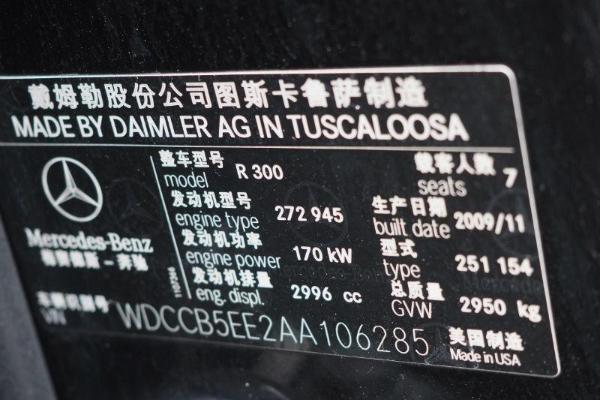 戴姆勒股份公司图斯卡鲁萨制造
MADE BY DAIMLER AG IN TUSCALOOSA
Mercedes-Benz
梅赛德斯-奔驰
整车型号
model R 300
载客人数
seats 7
发动机型号
engine type 272 945
生产日期
built date 2009/11
发动机功率
engine power 170 kW
型式
type 251 154
发动机排量
eng. displ. 2996 cc
总质量
GVW 2950 kg
车辆识别号
VIN WDCCB5EE2AA106285
美国制造
Made in USA